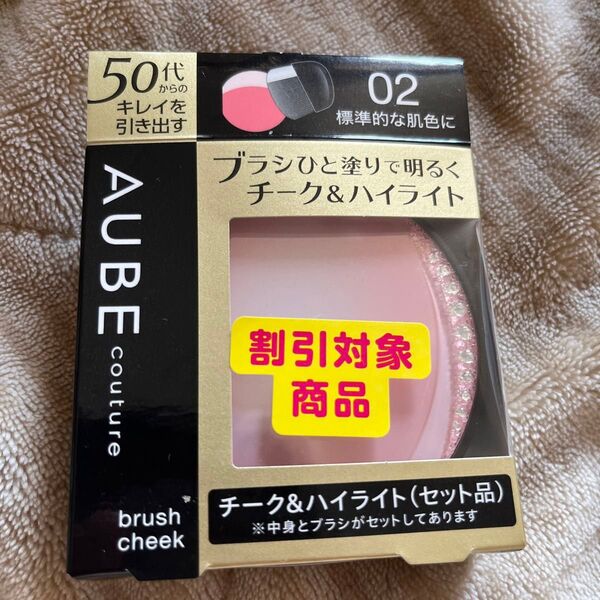 50代
からの
キレイを
引き出す
02
標準的な肌色に
ブラシひと塗りで明るく
チーク&ハイライト
AUBE
couture
割引対象
商品
brush
cheek
チーク&ハイライト(セット品)
※中身とブラシがセットしてあります